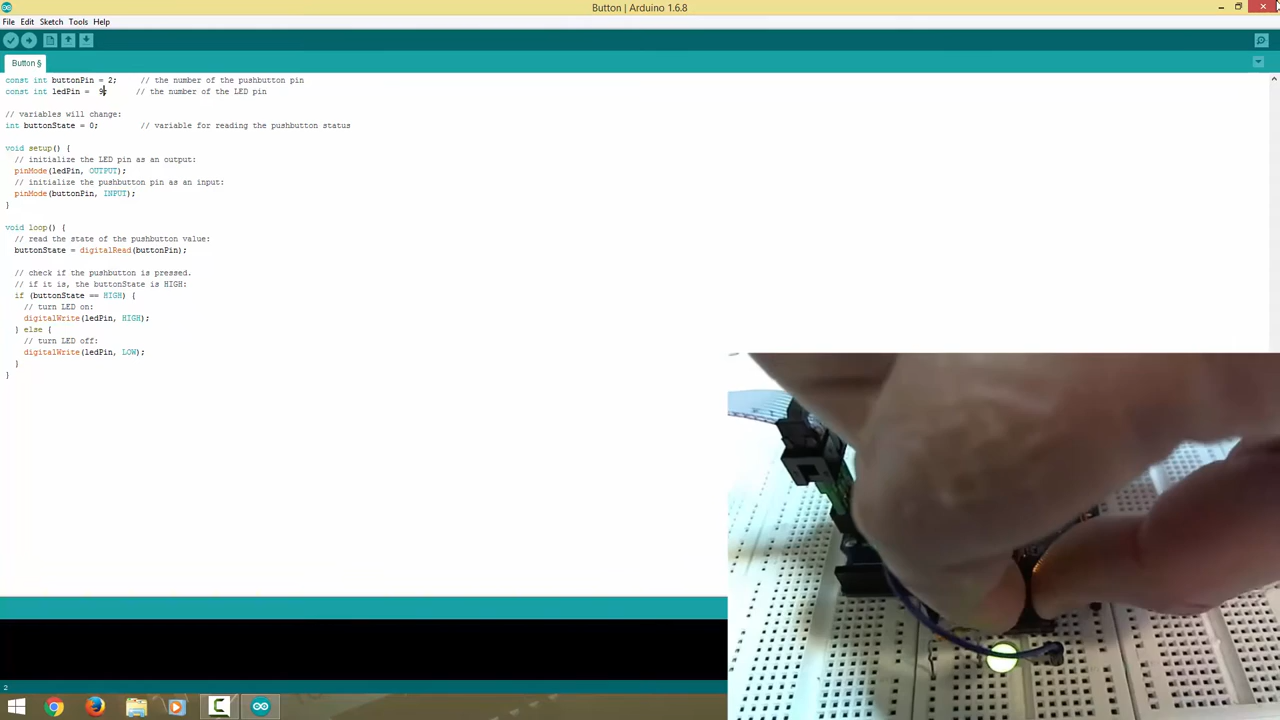 Button | Arduino 1.6.8
File Edit Sketch Tools Help
Button §
const int buttonPin = 2;     // the number of the pushbutton pin
const int ledPin =  9;      // the number of the LED pin
// variables will change:
int buttonState = 0;         // variable for reading the pushbutton status
void setup() {
  // initialize the LED pin as an output:
  pinMode(ledPin, OUTPUT);
  // initialize the pushbutton pin as an input:
  pinMode(buttonPin, INPUT);
}
void loop() {
  // read the state of the pushbutton value:
  buttonState = digitalRead(buttonPin);
  // check if the pushbutton is pressed.
  // if it is, the buttonState is HIGH:
  if (buttonState == HIGH) {
    // turn LED on:
    digitalWrite(ledPin, HIGH);
  } else {
    // turn LED off:
    digitalWrite(ledPin, LOW);
  }
}
2